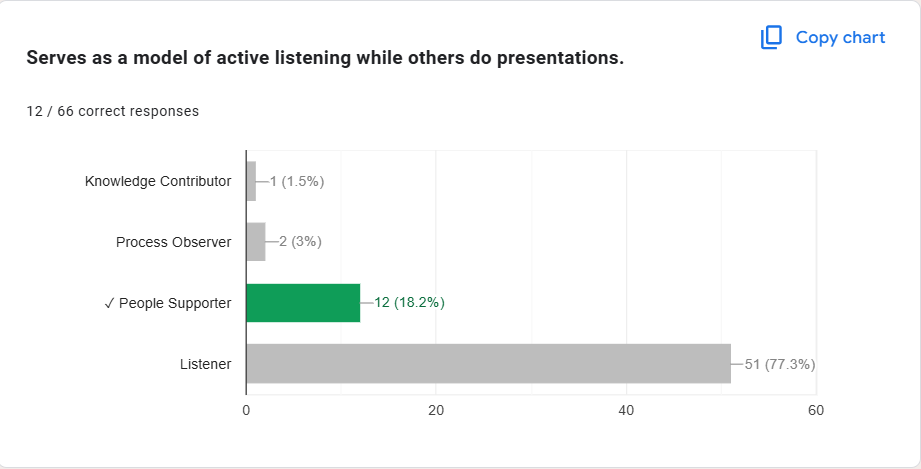 Copy chart
Serves as a model of active listening while others do presentations.
12 / 66 correct responses
Knowledge Contributor 1 (1.5%)
Process Observer 2 (3%)
✓ People Supporter 12 (18.2%)
Listener 51 (77.3%)
0 20 40 60